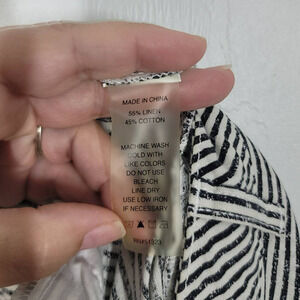 MADE IN CHINA
55% LINEN
45% COTTON
MACHINE WASH
COLD WITH
LIKE COLORS
DO NOT USE
BLEACH
LINE DRY
USE LOW IRON
IF NECESSARY